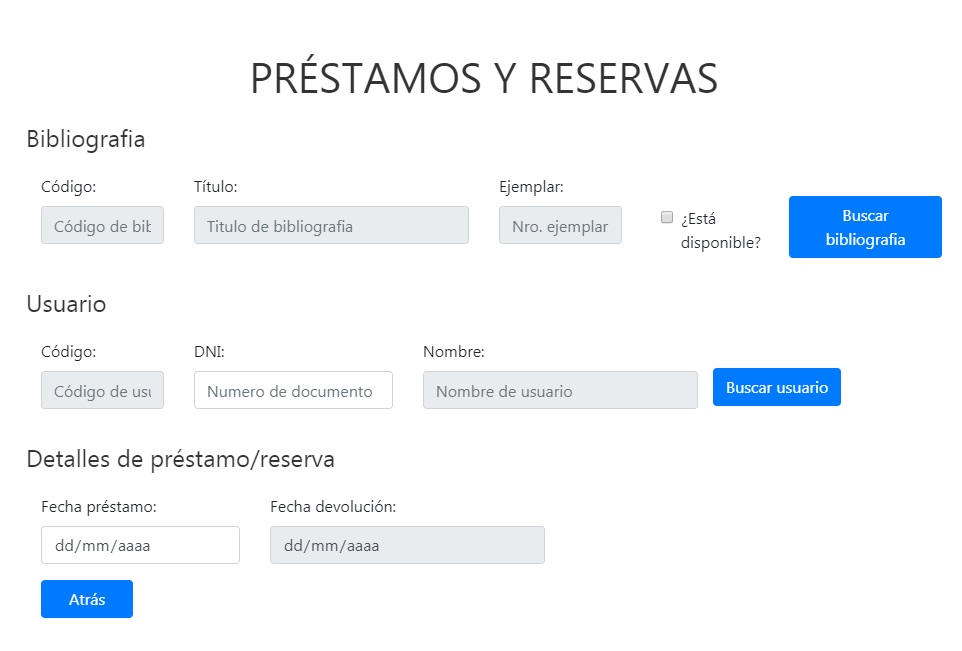 PRÉSTAMOS Y RESERVAS
Bibliografia
Código: Título: Ejemplar:
Código de bib Titulo de bibliografia Nro. ejemplar ¿Está disponible? Buscar bibliografia
Usuario
Código: DNI: Nombre:
Código de usu Numero de documento Nombre de usuario Buscar usuario
Detalles de préstamo/reserva
Fecha préstamo: Fecha devolución:
dd/mm/aaaa dd/mm/aaaa
Atrás